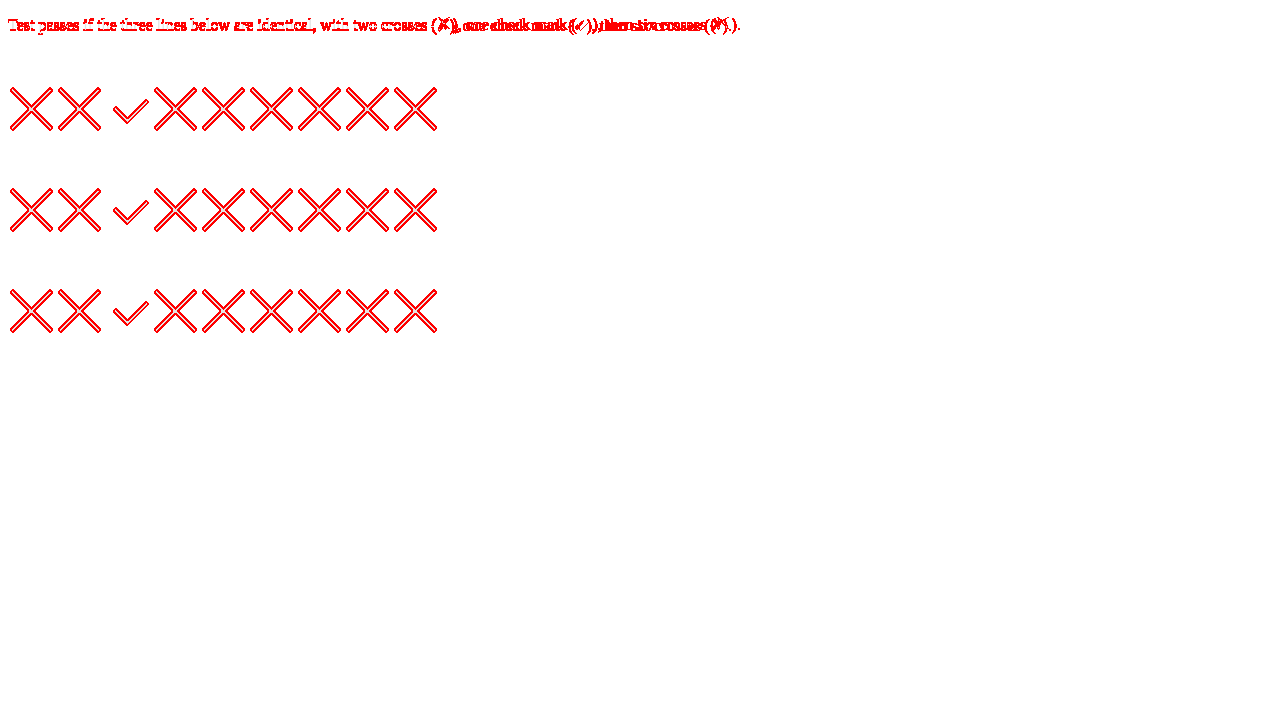 Test passes if the three lines below are identical, with two crosses (✗), one check mark (✓), then six crosses (✗).
✗✗✓✗✗✗✗✗✗
✗✗✓✗✗✗✗✗✗
✗✗✓✗✗✗✗✗✗